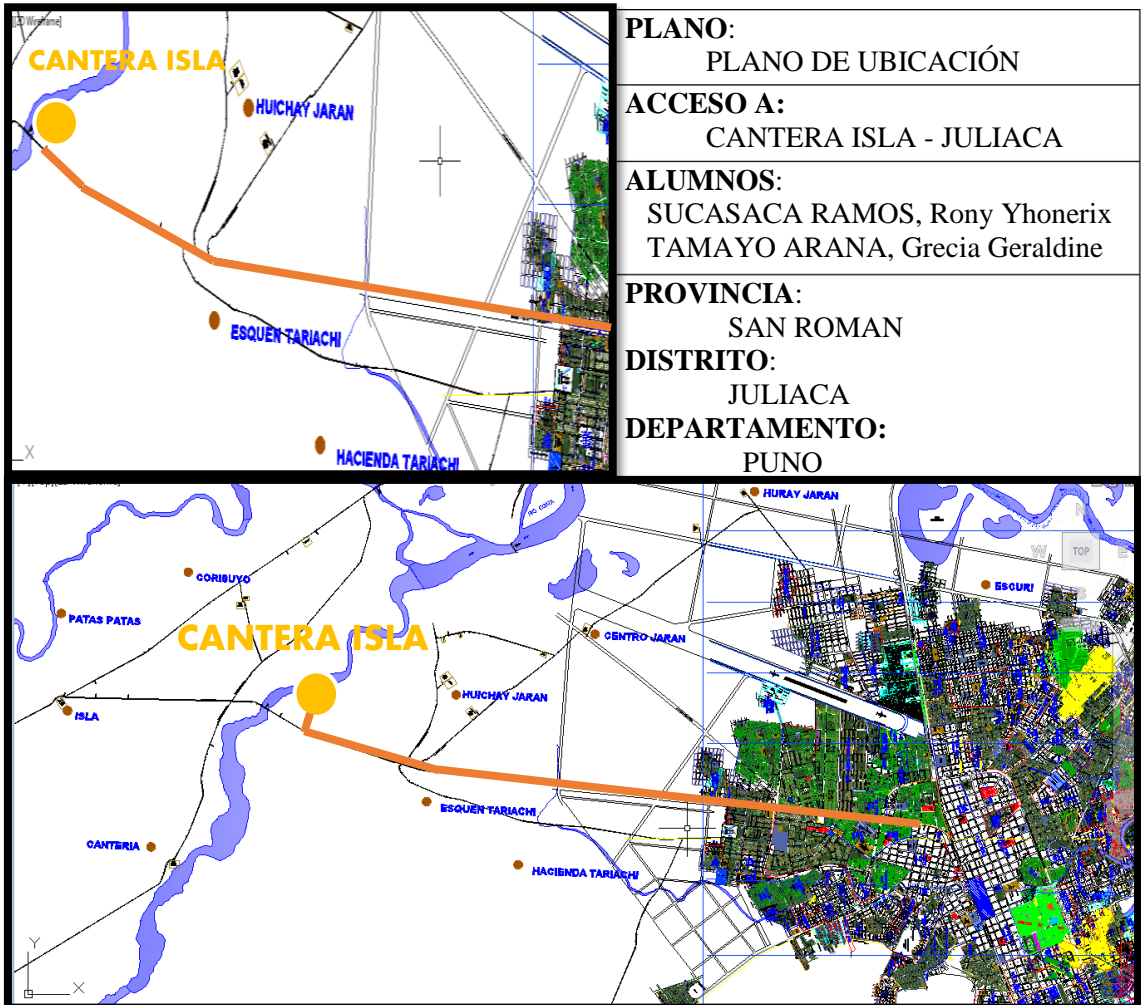 [2D Wireframe]
CANTERA ISLA
HUICHAY JARAN
ESQUEN TARIACHI
HACIENDA TARIACHI
X
PLANO:
PLANO DE UBICACIÓN
ACCESO A:
CANTERA ISLA - JULIACA
ALUMNOS:
SUCASACA RAMOS, Rony Yhonerix
TAMAYO ARANA, Grecia Geraldine
PROVINCIA:
SAN ROMAN
DISTRITO:
JULIACA
DEPARTAMENTO:
PUNO
HURAY JARAN
N
W
TOP
E
S
CORISUYO
ESCURI
PATAS PATAS
CANTERA ISLA
CENTRO JARAN
HUICHAY JARAN
ISLA
ESQUEN TARIACHI
CANTERIA
HACIENDA TARIACHI
Y
X